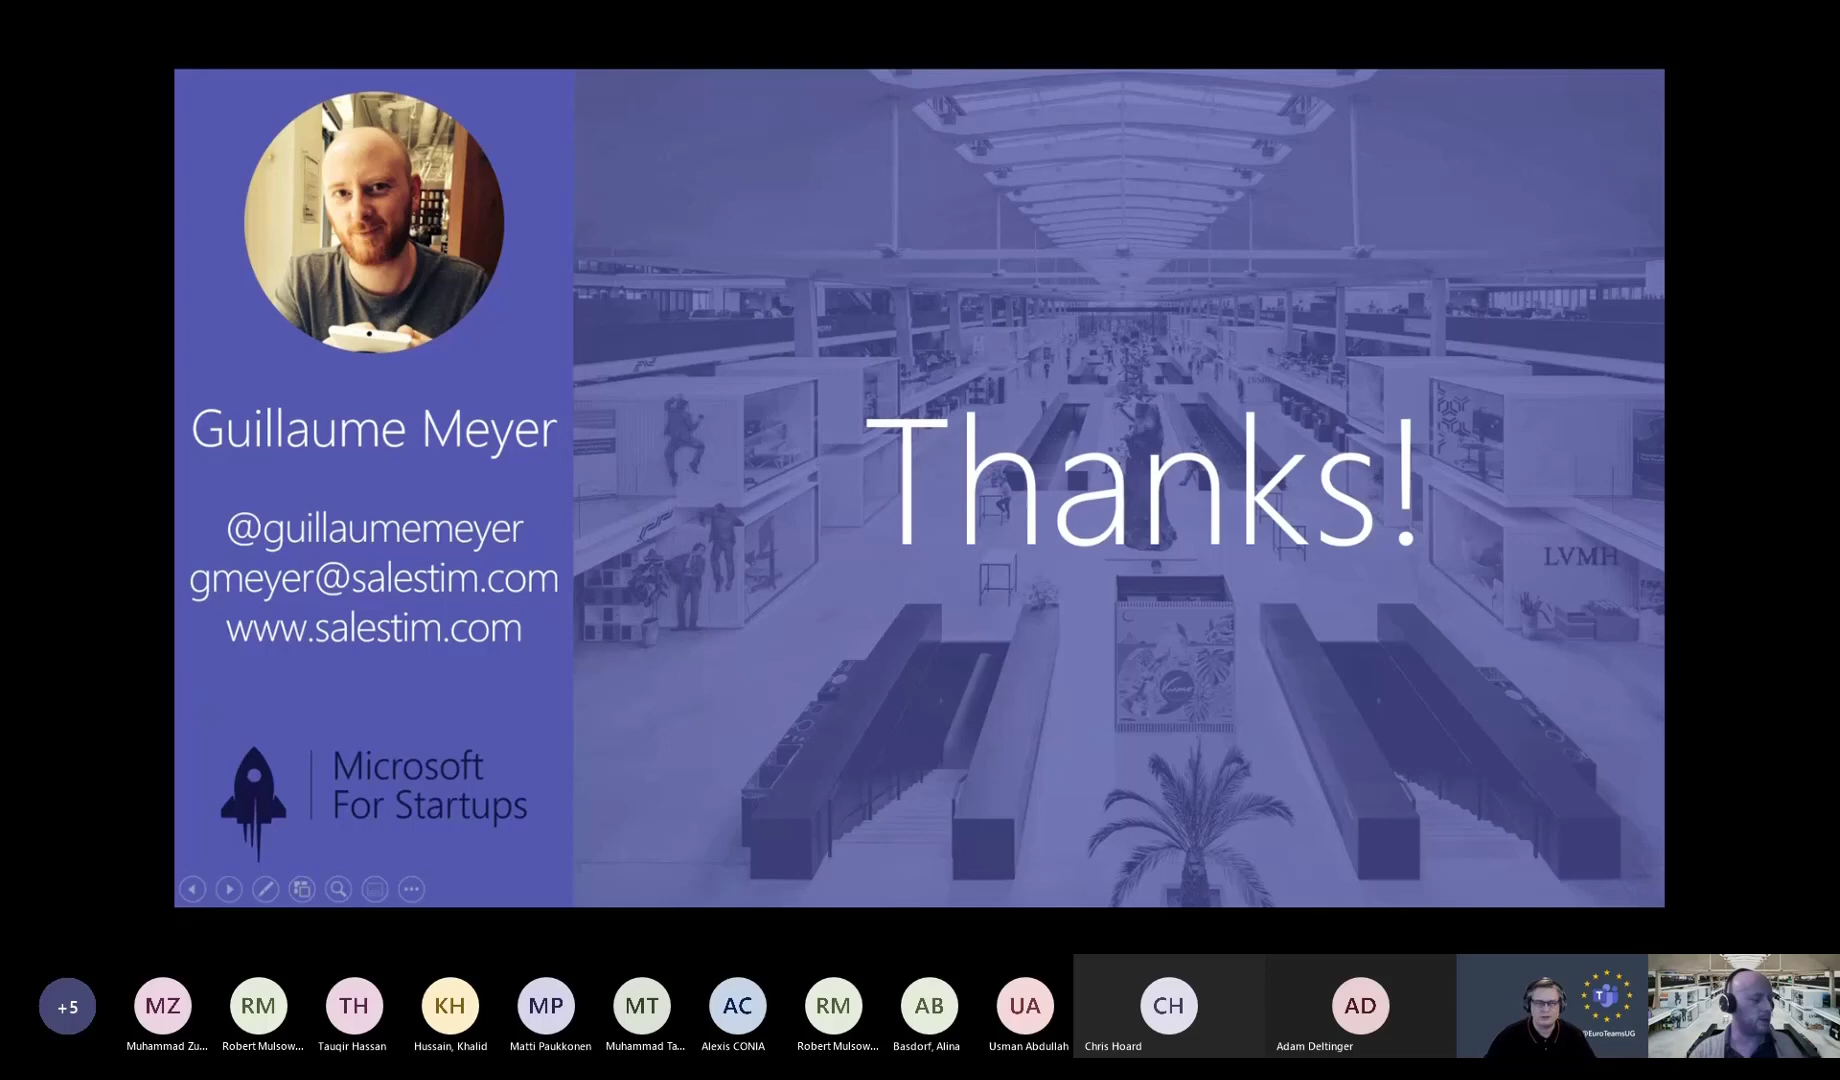 Guillaume Meyer
@guillaumemeyer
gmeyer@salestim.com
www.salestim.com
Microsoft
For Startups
Thanks!
LVMH
LVMH
+5
MZ
RM
TH
KH
MP
MT
AC
RM
AB
UA
CH
AD
Muhammad Zu...
Robert Mulsow...
Tauqir Hassan
Hussain, Khalid
Matti Paukkonen
Muhammad Ta...
Alexis CONIA
Robert Mulsow...
Basdorf, Alina
Usman Abdullah
Chris Hoard
Adam Deltinger
@EuroTeamsUG